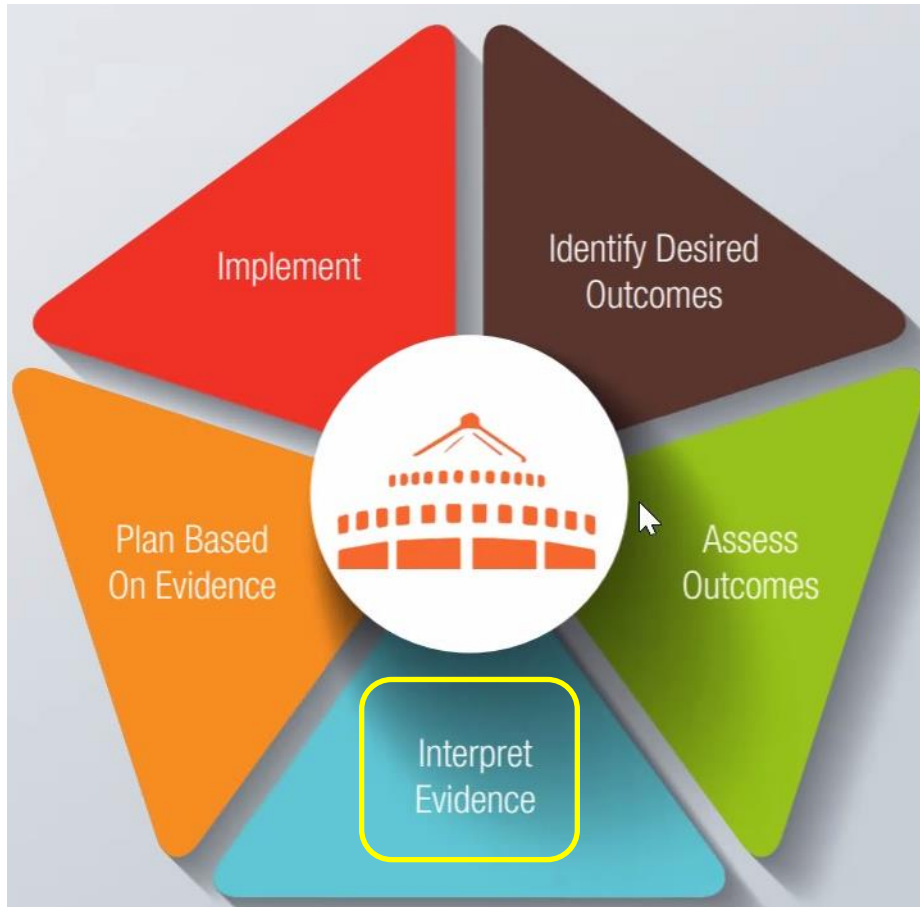 Implement
Identify Desired
Outcomes
Plan Based
On Evidence
Assess
Outcomes
Interpret
Evidence